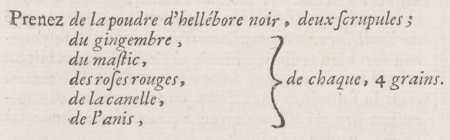 Prenez de la poudre d'hellébore noir, deux ſcrupules;
du gingembre,
du maſtic,
des roſes rouges,
de la canelle,
de l'anis,
de chaque, 4 grains.